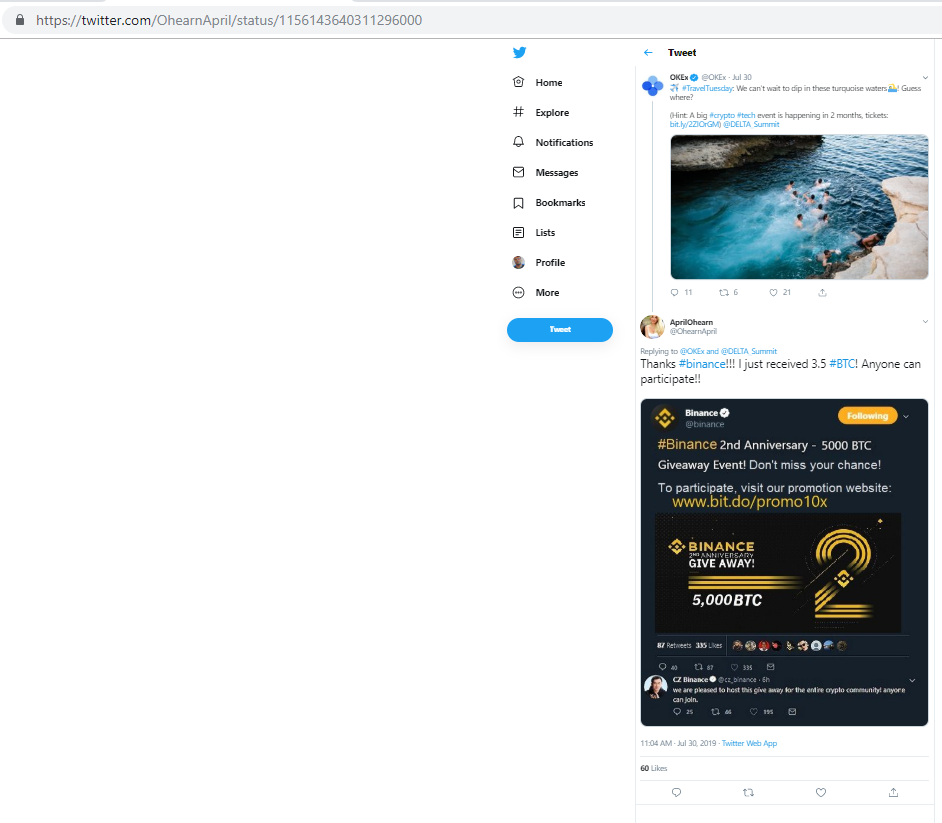 https://twitter.com/OhearnApril/status/1156143640311296000
Home
Explore
Notifications
Messages
Bookmarks
Lists
Profile
More
Tweet
Tweet
OKEx @OKEx · Jul 30
#TravelTuesday: We can't wait to dip in these turquoise waters! Guess
where?
(Hint: A big #crypto #tech event is happening in 2 months, tickets:
bit.ly/2ZIOrGM) @DELTA_Summit
11 6 21
AprilOhearn
@OhearnApril
Replying to @OKEx and @DELTA_Summit
Thanks #binance!!! I just received 3.5 #BTC! Anyone can
participate!!
Binance
@binance
Following
#Binance 2nd Anniversary - 5000 BTC
Giveaway Event! Don't miss your chance!
To participate, visit our promotion website:
www.bit.do/promo10x
BINANCE
2ND ANNIVERSARY
GIVE AWAY!
5,000 BTC
2
87 Retweets 335 Likes
40 87 335
CZ Binance @cz_binance · 6h
we are pleased to host this give away for the entire crypto community! anyone
can join.
25 46 195
11:04 AM · Jul 30, 2019 · Twitter Web App
60 Likes